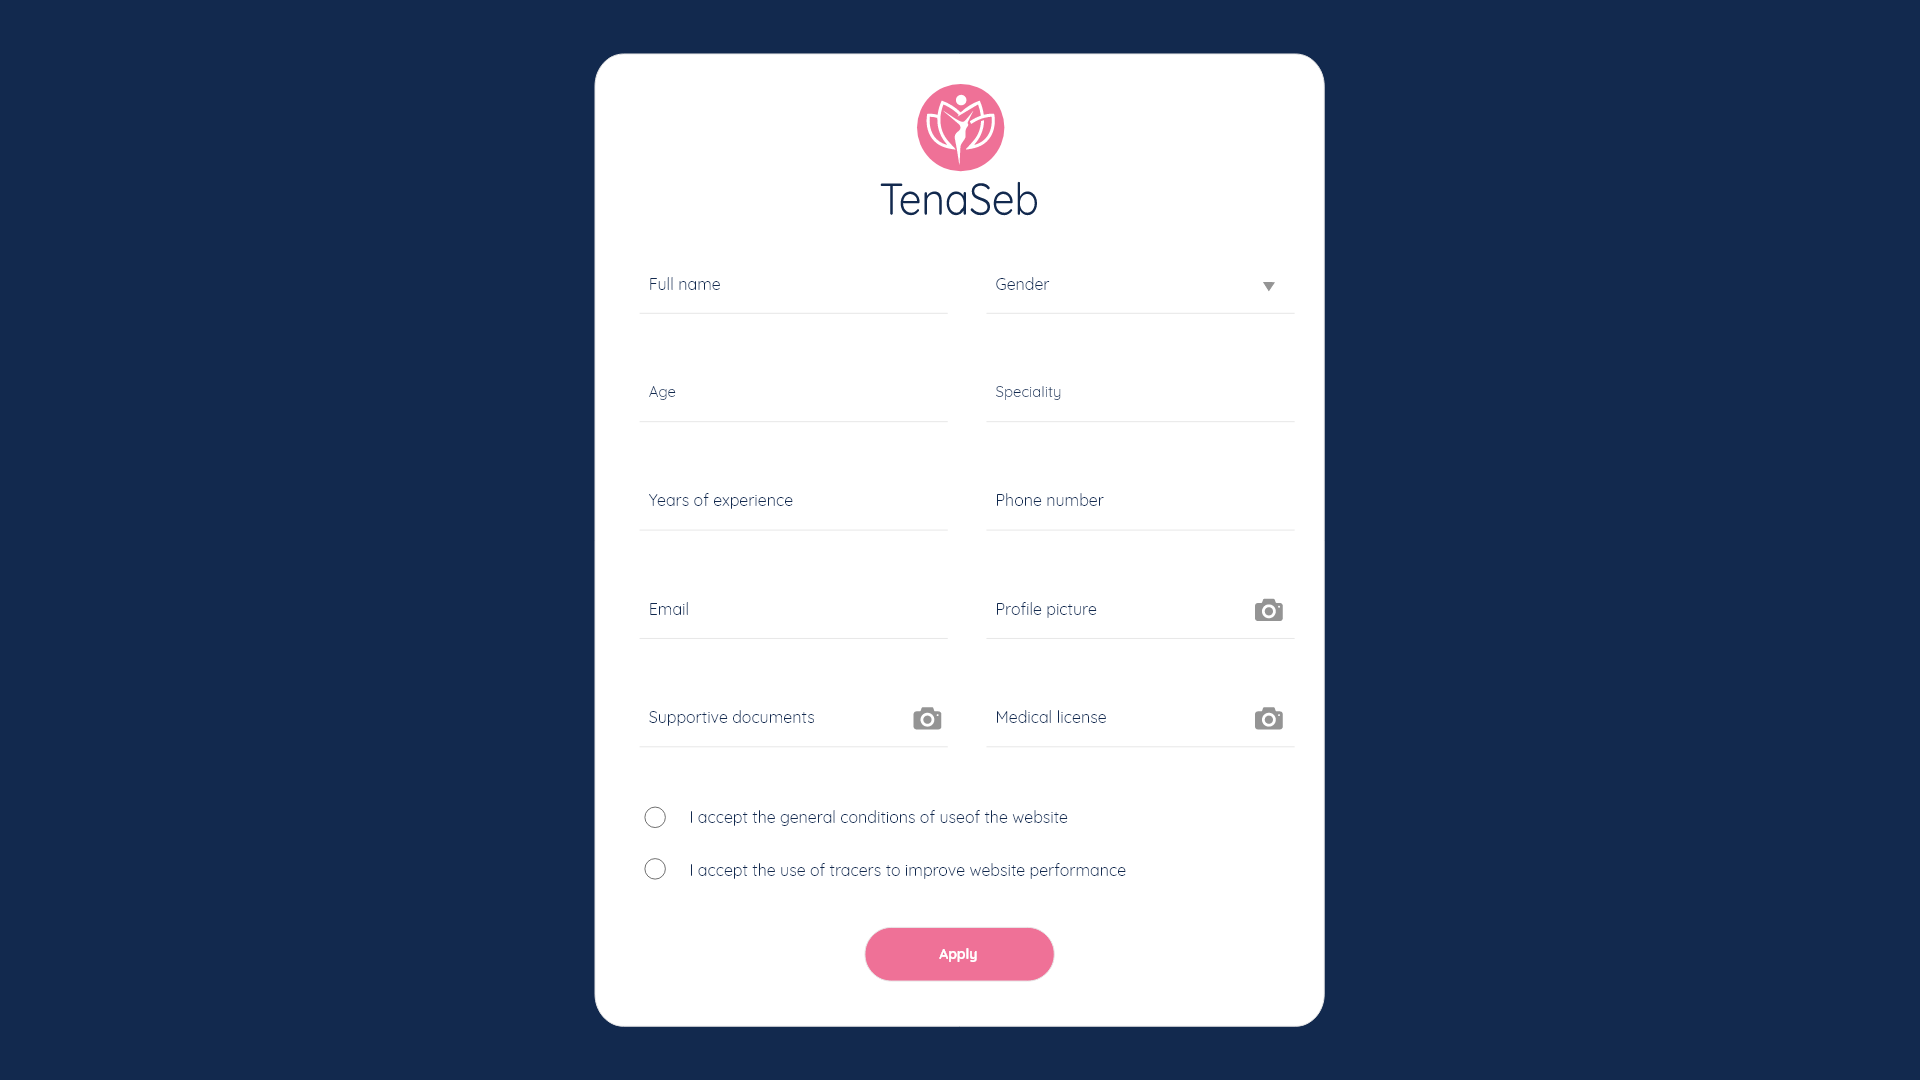 TenaSeb
Full name
Gender
Age
Speciality
Years of experience
Phone number
Email
Profile picture
Supportive documents
Medical license
I accept the general conditions of useof the website
I accept the use of tracers to improve website performance
Apply